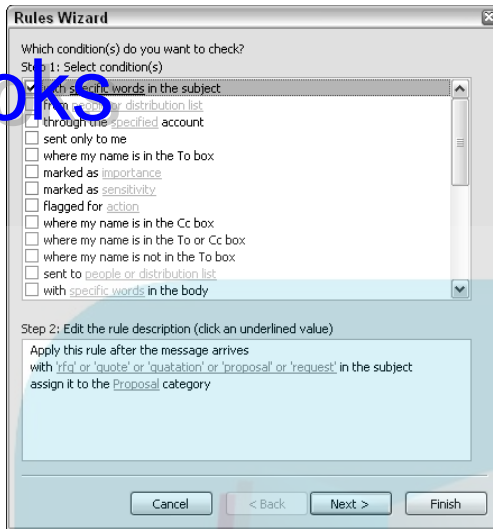 Rules Wizard
Which condition(s) do you want to check?
Step 1: Select condition(s)
oks
with specific words in the subject
from people or distribution list
through the specified account
sent only to me
where my name is in the To box
marked as importance
marked as sensitivity
flagged for action
where my name is in the Cc box
where my name is in the To or Cc box
where my name is not in the To box
sent to people or distribution list
with specific words in the body
Step 2: Edit the rule description (click an underlined value)
Apply this rule after the message arrives
with 'rfq' or 'quote' or 'quatation' or 'proposal' or 'request' in the subject
assign it to the Proposal category
Cancel < Back Next > Finish